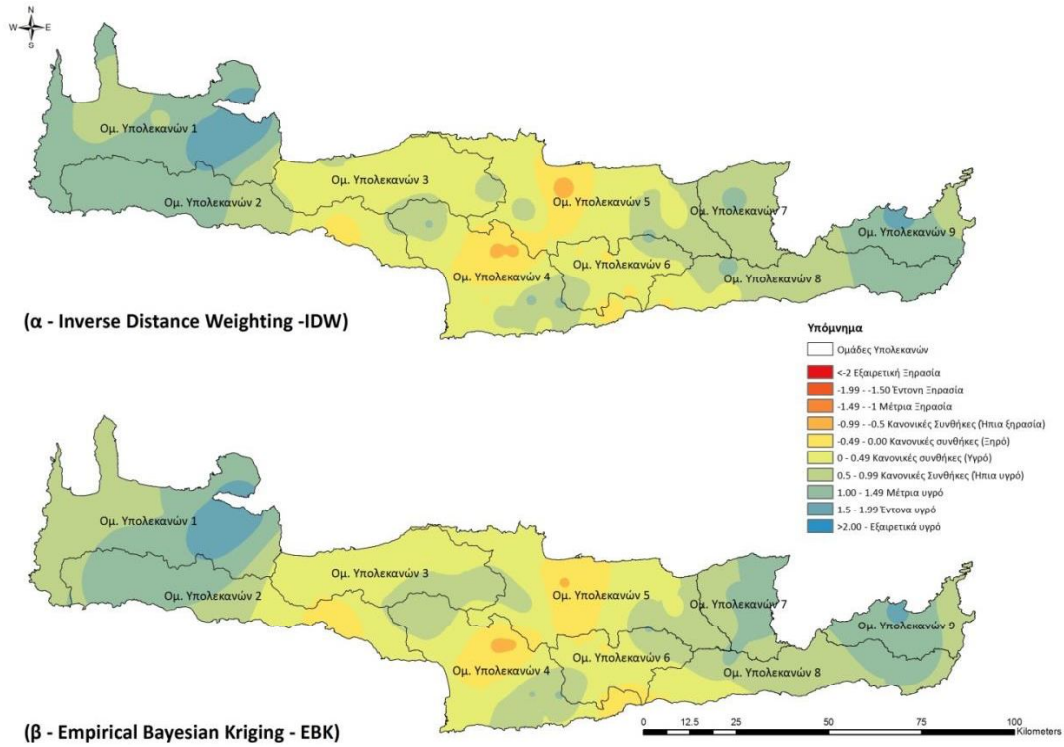 N
W E
S
Ομ. Υπολεκανών 1
Ομ. Υπολεκανών 2
Ομ. Υπολεκανών 3
Ομ. Υπολεκανών 4
Ομ. Υπολεκανών 5
Ομ. Υπολεκανών 6
Ομ. Υπολεκανών 7
Ομ. Υπολεκανών 8
Ομ. Υπολεκανών 9
(α - Inverse Distance Weighting -IDW)
Υπόμνημα
Ομάδες Υπολεκανών
<-2 Εξαιρετική Ξηρασία
-1.99 - -1.50 Έντονη Ξηρασία
-1.49 - -1 Μέτρια Ξηρασία
-0.99 - -0.5 Κανονικές Συνθήκες (Ήπια ξηρασία)
-0.49 - 0.00 Κανονικές συνθήκες (Ξηρό)
0 - 0.49 Κανονικές συνθήκες (Υγρό)
0.5 - 0.99 Κανονικές Συνθήκες (Ήπια υγρό)
1.00 - 1.49 Μέτρια υγρό
1.5 - 1.99 Έντονα υγρό
>2.00 - Εξαιρετικά υγρό
Ομ. Υπολεκανών 1
Ομ. Υπολεκανών 2
Ομ. Υπολεκανών 3
Ομ. Υπολεκανών 4
Ομ. Υπολεκανών 5
Ομ. Υπολεκανών 6
Ομ. Υπολεκανών 7
Ομ. Υπολεκανών 8
Ομ. Υπολεκανών 9
(β - Empirical Bayesian Kriging - EBK)
0 12.5 25 50 75 100
Kilometers